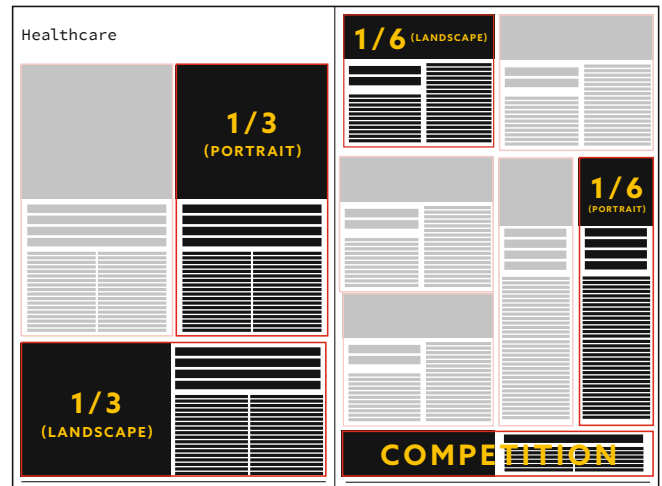 Healthcare
1/3
(PORTRAIT)
1/3
(LANDSCAPE)
1/6 (LANDSCAPE)
1/6
(PORTRAIT)
COMPETITION